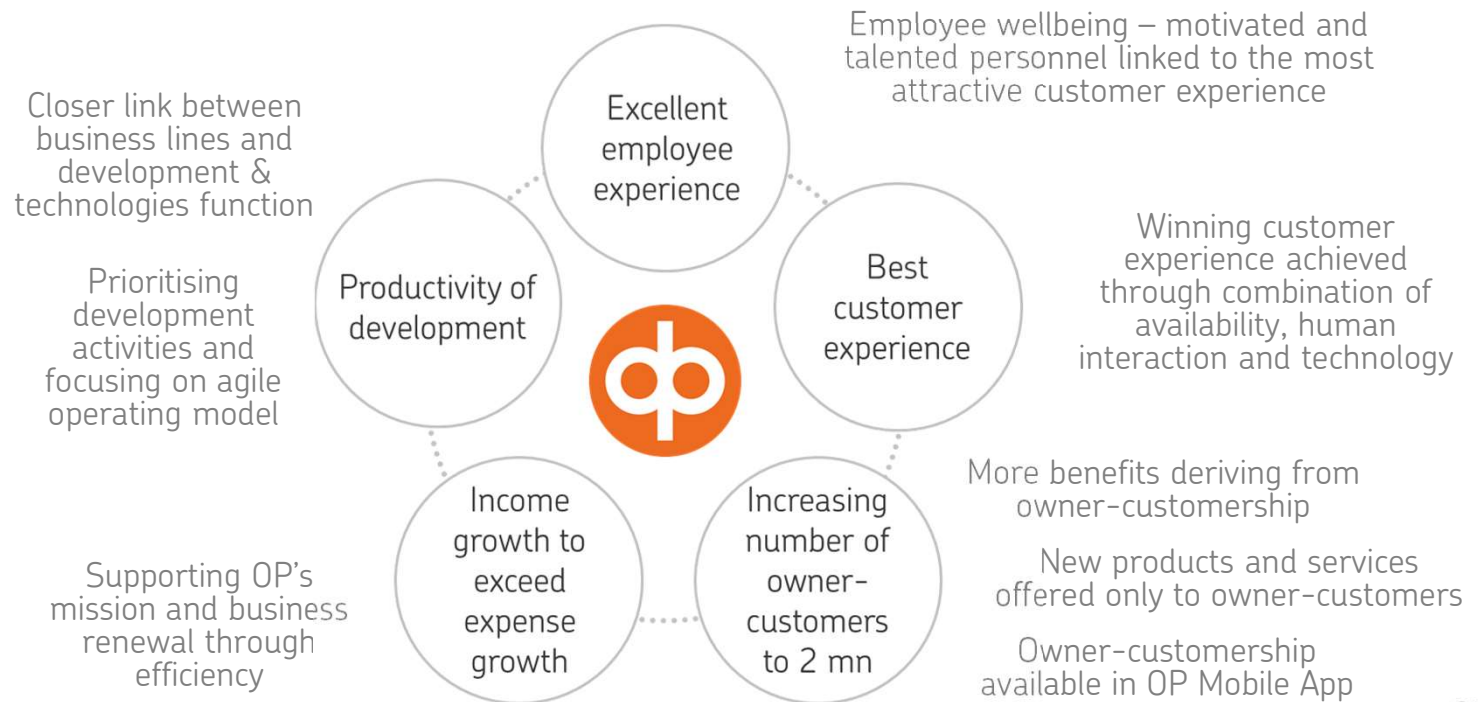 Employee wellbeing – motivated and
talented personnel linked to the most
attractive customer experience
Closer link between
business lines and
development &
technologies function
Excellent
employee
experience
Winning customer
experience achieved
through combination of
availability, human
interaction and technology
Prioritising
development
activities and
focusing on agile
operating model
Productivity of
development
Best
customer
experience
op
More benefits deriving from
owner-customership
New products and services
offered only to owner-customers
Owner-customership
available in OP Mobile App
Supporting OP's
mission and business
renewal through
efficiency
Income
growth to
exceed
expense
growth
Increasing
number of
owner-
customers
to 2 mn